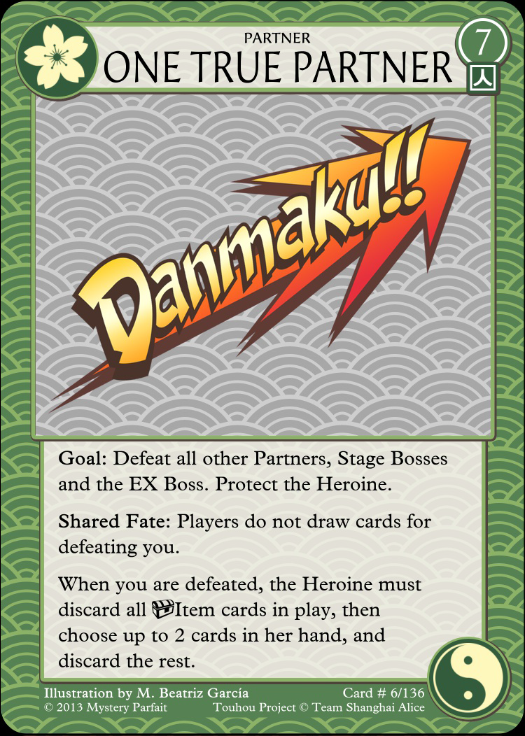 PARTNER
ONE TRUE PARTNER
7
人
Danmaku!!
Goal: Defeat all other Partners, Stage Bosses
and the EX Boss. Protect the Heroine.
Shared Fate: Players do not draw cards for
defeating you.
When you are defeated, the Heroine must
discard all Item cards in play, then
choose up to 2 cards in her hand, and
discard the rest.
Illustration by M. Beatriz García
Card # 6/136
© 2013 Mystery Parfait
Touhou Project © Team Shanghai Alice